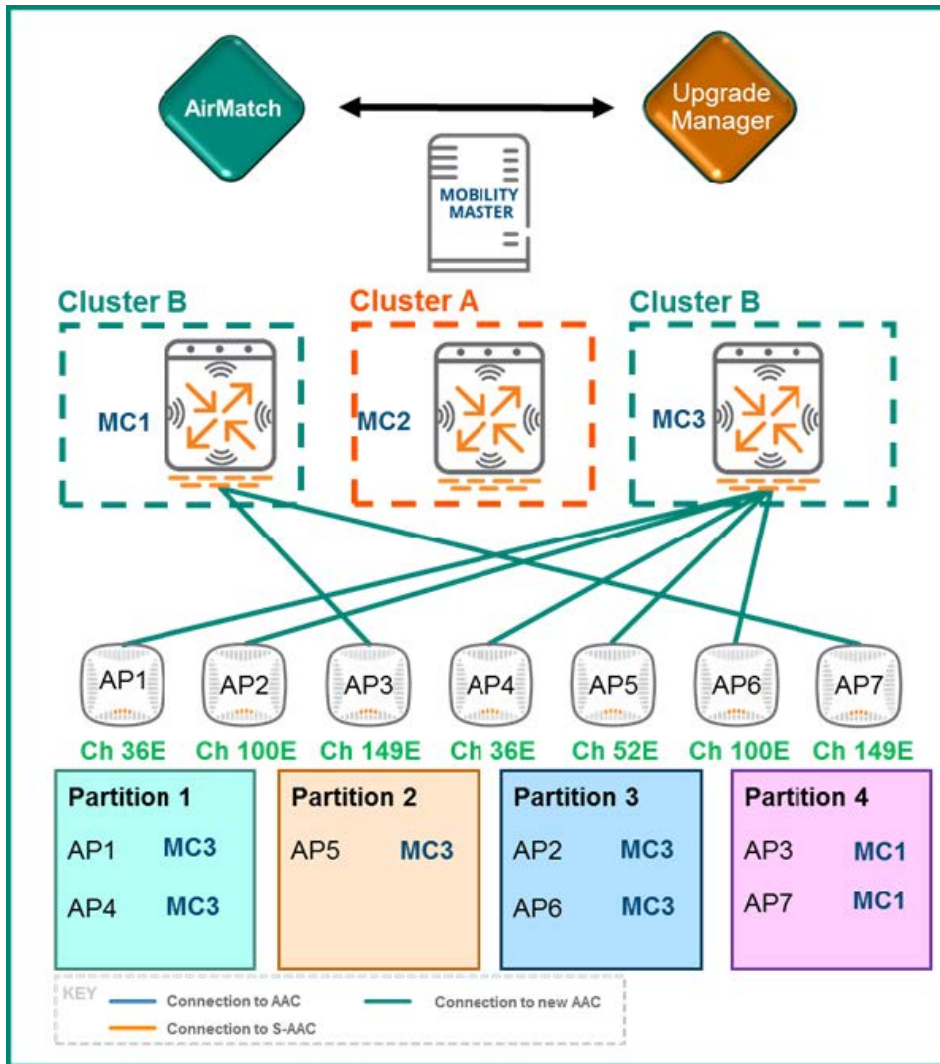 AirMatch
Upgrade
Manager
MOBILITY
MASTER
Cluster B
Cluster A
Cluster B
MC1
MC2
MC3
AP1
AP2
AP3
AP4
AP5
AP6
AP7
Ch 36E
Ch 100E
Ch 149E
Ch 36E
Ch 52E
Ch 100E
Ch 149E
Partition 1
AP1 MC3
AP4 MC3
Partition 2
AP5 MC3
Partition 3
AP2 MC3
AP6 MC3
Partition 4
AP3 MC1
AP7 MC1
KEY
Connection to AAC
Connection to new AAC
Connection to S-AAC